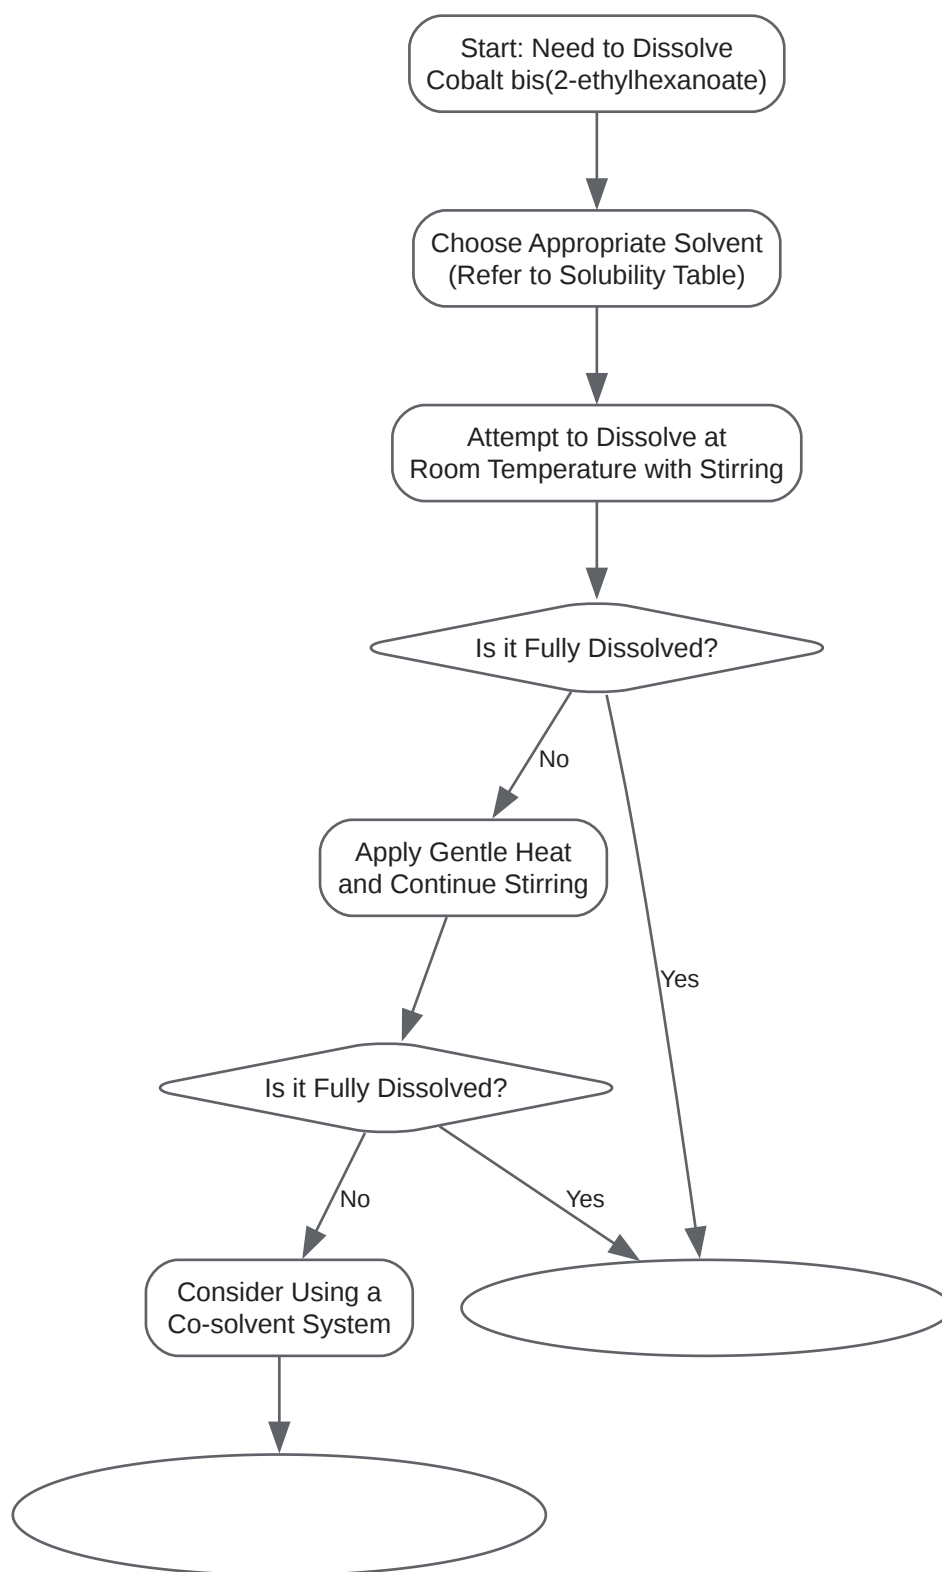 Start: Need to Dissolve
Cobalt bis(2-ethylhexanoate)
Choose Appropriate Solvent
(Refer to Solubility Table)
Attempt to Dissolve at
Room Temperature with Stirring
Is it Fully Dissolved?
No
Apply Gentle Heat
and Continue Stirring
Yes
Is it Fully Dissolved?
No
Yes
Consider Using a
Co-solvent System